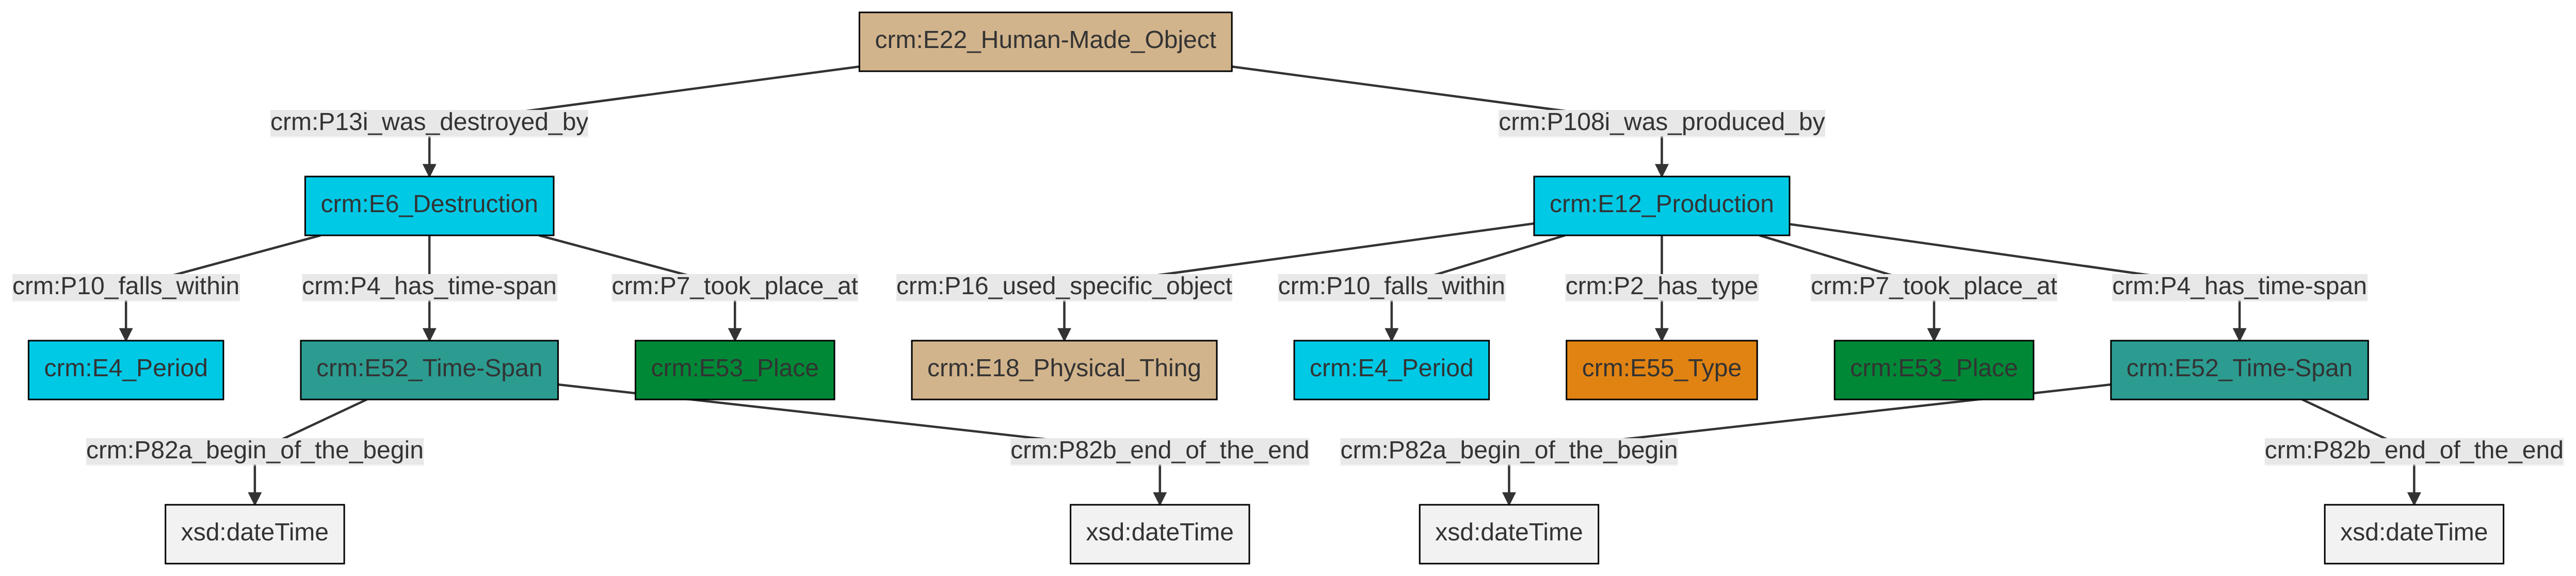 crm:E22_Human-Made_Object
crm:P13i_was_destroyed_by
crm:P108i_was_produced_by
crm:E6_Destruction
crm:E12_Production
crm:P10_falls_within
crm:P4_has_time-span
crm:P7_took_place_at
crm:P16_used_specific_object
crm:P10_falls_within
crm:P2_has_type
crm:P7_took_place_at
crm:P4_has_time-span
crm:E4_Period
crm:E52_Time-Span
crm:E53_Place
crm:E18_Physical_Thing
crm:E4_Period
crm:E55_Type
crm:E53_Place
crm:E52_Time-Span
crm:P82a_begin_of_the_begin
crm:P82b_end_of_the_end
crm:P82a_begin_of_the_begin
crm:P82b_end_of_the_end
xsd:dateTime
xsd:dateTime
xsd:dateTime
xsd:dateTime